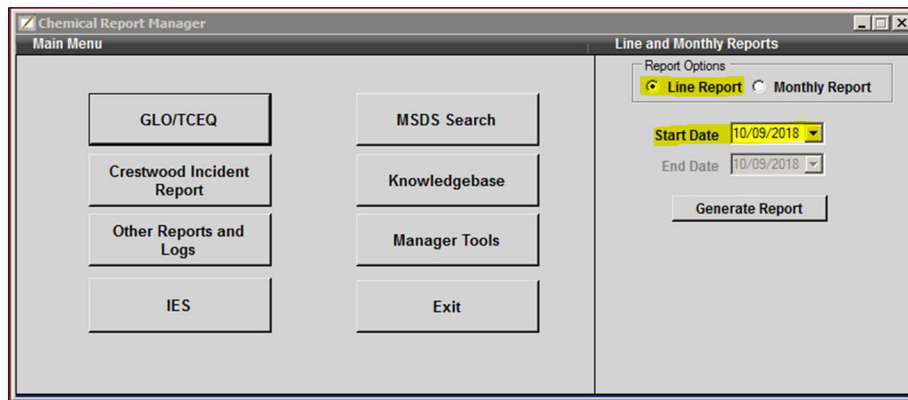 Chemical Report Manager
Main Menu
Line and Monthly Reports
GLO/TCEQ
MSDS Search
Crestwood Incident
Report
Knowledgebase
Other Reports and
Logs
Manager Tools
IES
Exit
Report Options
Line Report Monthly Report
Start Date 10/09/2018
End Date 10/09/2018
Generate Report